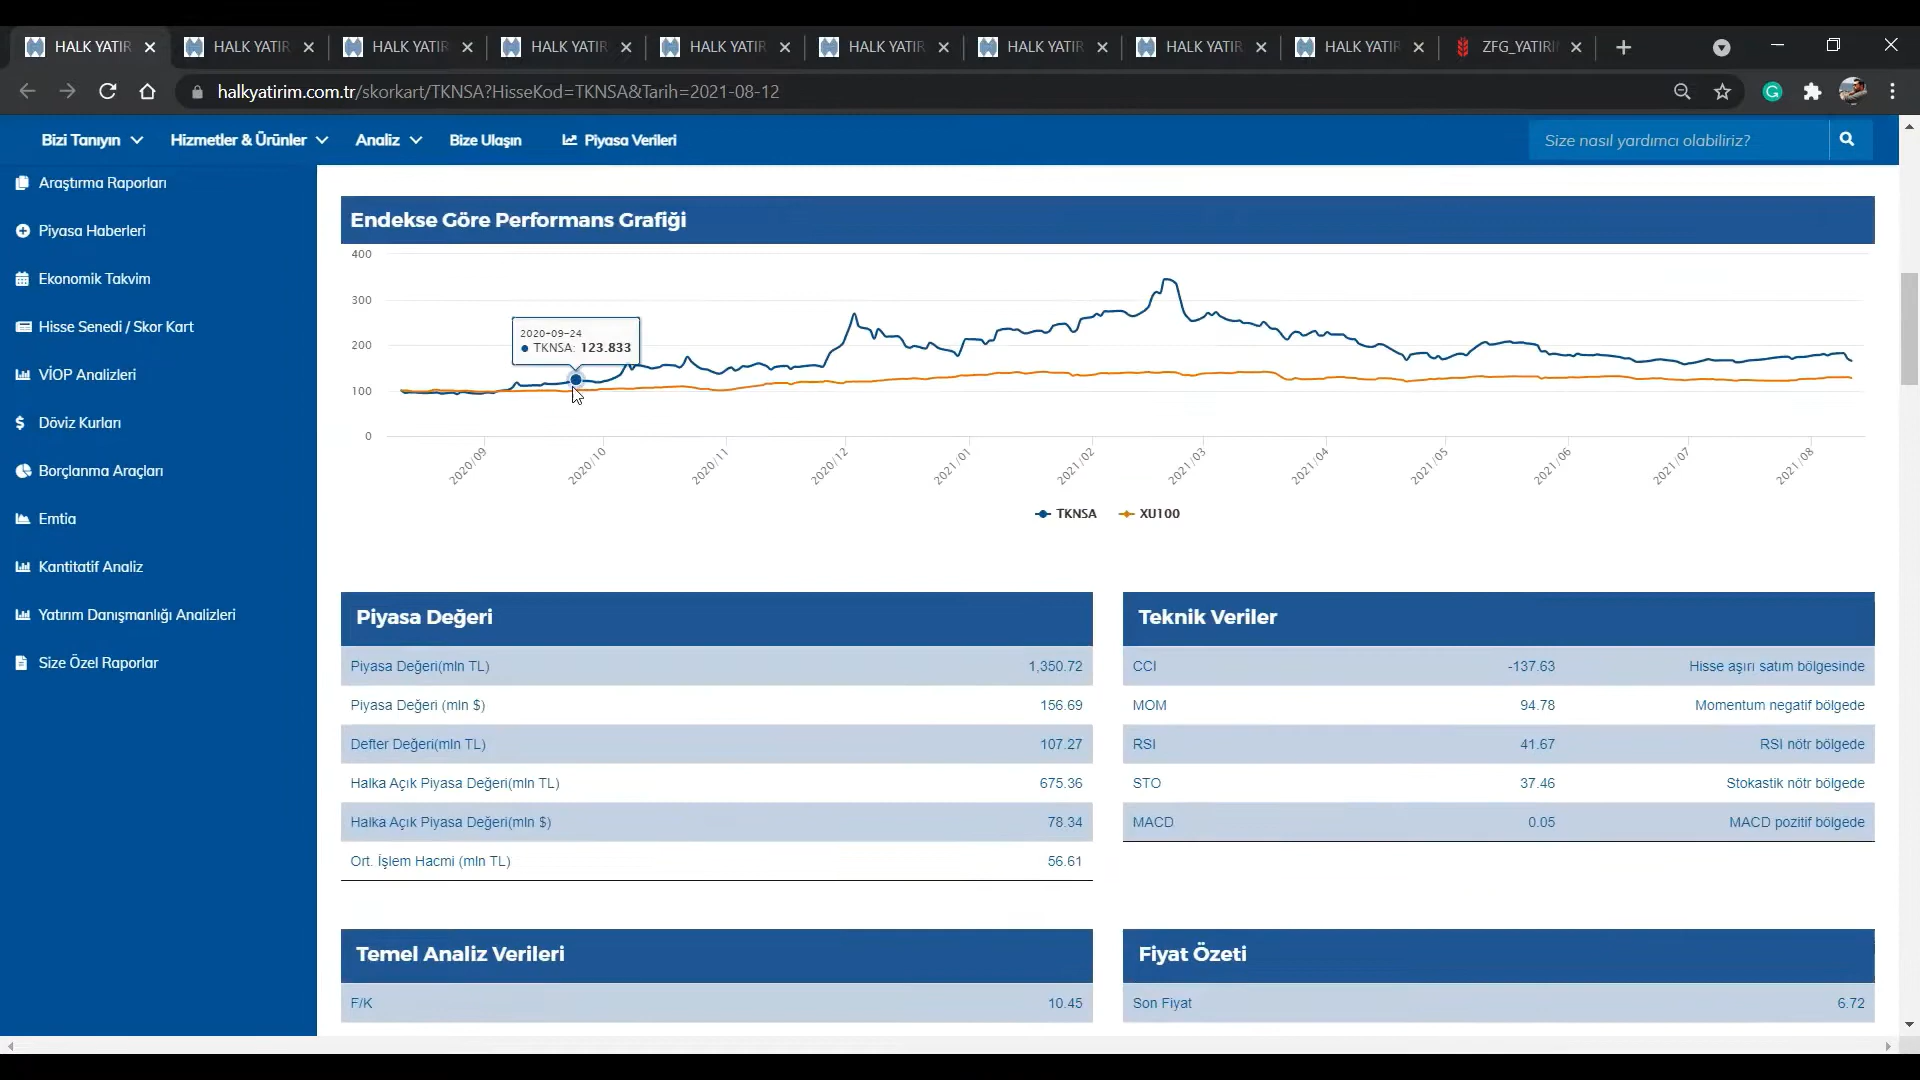 HALK YATIR HALK YATIR HALK YATIR HALK YATIR HALK YATIR HALK YATIR HALK YATIR HALK YATIR HALK YATIR ZFG_YATIRI
halkyatirim.com.tr/skorkart/TKNSA?HisseKod=TKNSA&Tarih=2021-08-12
Bizi Tanıyın Hizmetler & Ürünler Analiz Bize Ulaşın Piyasa Verileri Size nasıl yardımcı olabiliriz?
Araştırma Raporları
Piyasa Haberleri
Ekonomik Takvim
Hisse Senedi / Skor Kart
VİOP Analizleri
Döviz Kurları
Borçlanma Araçları
Emtia
Kantitatif Analiz
Yatırım Danışmanlığı Analizleri
Size Özel Raporlar
Endekse Göre Performans Grafiği
400
300
200
100
0
2020-09-24
TKNSA: 123.833
2020/09 2020/10 2020/11 2020/12 2021/01 2021/02 2021/03 2021/04 2021/05 2021/06 2021/07 2021/08
TKNSA XU100
Piyasa Değeri
Piyasa Değeri(mln TL) 1,350.72
Piyasa Değeri (mln $) 156.69
Defter Değeri(mln TL) 107.27
Halka Açık Piyasa Değeri(mln TL) 675.36
Halka Açık Piyasa Değeri(mln $) 78.34
Ort. İşlem Hacmi (mln TL) 56.61
Teknik Veriler
CCI -137.63 Hisse aşırı satım bölgesinde
MOM 94.78 Momentum negatif bölgede
RSI 41.67 RSI nötr bölgede
STO 37.46 Stokastik nötr bölgede
MACD 0.05 MACD pozitif bölgede
Temel Analiz Verileri
F/K 10.45
Fiyat Özeti
Son Fiyat 6.72